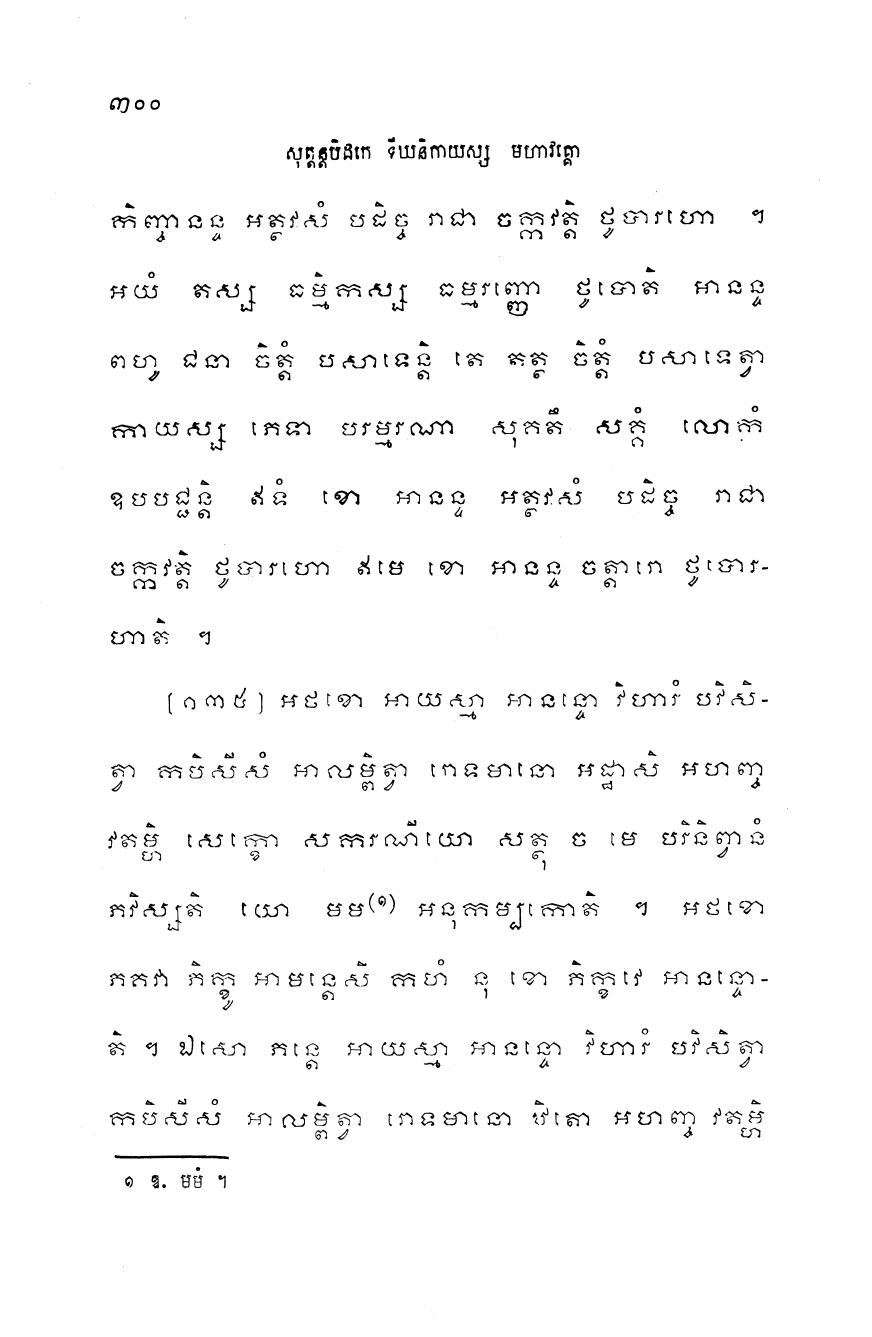 ៣០០
សុត្តន្តបិដកេ ទីឃនិកាយស្ស មហាវគ្គោ
កិញ្ចានន្ទ អត្ថវសំ បដិច្ច រាជា ចក្កវត្តិ ថូបារហោ ។
អយំ តស្ស ធម្មិកស្ស ធម្មរញ្ញោ ថូបោតិ អានន្ទ
ពហូ ជនា ចិត្តំ បសាទេន្តិ តេ តត្ថ ចិត្តំ បសាទេត្វា
កាយស្ស ភេទា បរម្មរណា សុគតឹ សគ្គំ លោកំ
ឧបបជ្ជន្តិ ឥទំ ខោ អានន្ទ អត្ថវសំ បដិច្ច រាជា
ចក្កវត្តិ ថូបារហោ ឥមេ ខោ អានន្ទ ចត្តារោ ថូបោរ-
ហាតិ ។
[១៣៥] អថខោ អាយស្មា អានន្ទោ វិហារំ បវិសិ-
ត្វា កបិសីសំ អាលម្ពិត្វា រោទមានោ អដ្ឋាសិ អហញ្ច
វតម្ហិ សេក្ខោ សករណីយោ សត្ថុ ច មេ បរិនិព្វានំ
ភវិស្សតិ យោ មម(១) អនុកម្បកោតិ ។ អថខោ
ភគវា ភិក្ខូ អាមន្តេសិ កហំ នុ ខោ ភិក្ខវេ អានន្ទោ-
តិ ។ ឯសោ ភន្តេ អាយស្មា អានន្ទោ វិហារំ បវិសិត្វា
កបិសីសំ អាលម្ពិត្វា រោទមានោ ឋិតោ អហញ្ច វតម្ហិ
១ ឱ. មមំ ។